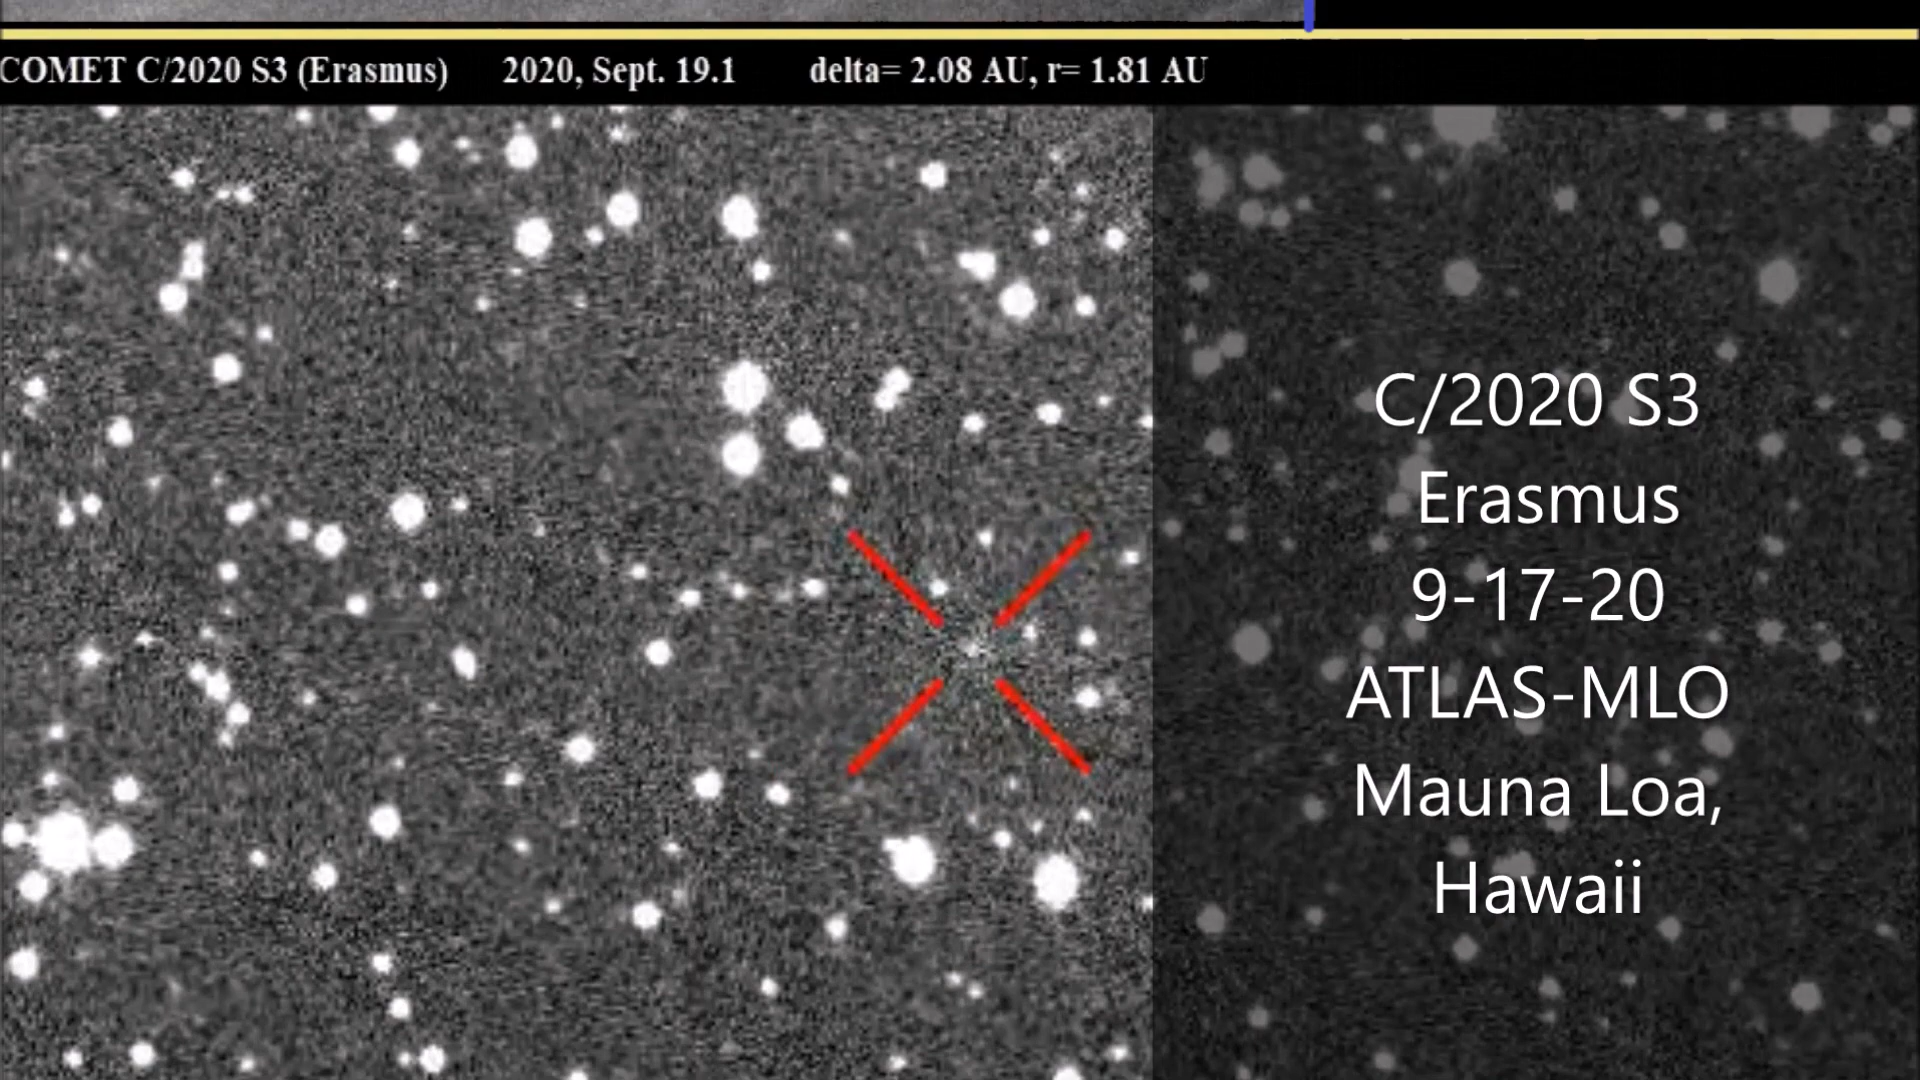 COMET C/2020 S3 (Erasmus) 2020, Sept. 19.1 delta= 2.08 AU, r= 1.81 AU
C/2020 S3
Erasmus
9-17-20
ATLAS-MLO
Mauna Loa,
Hawaii